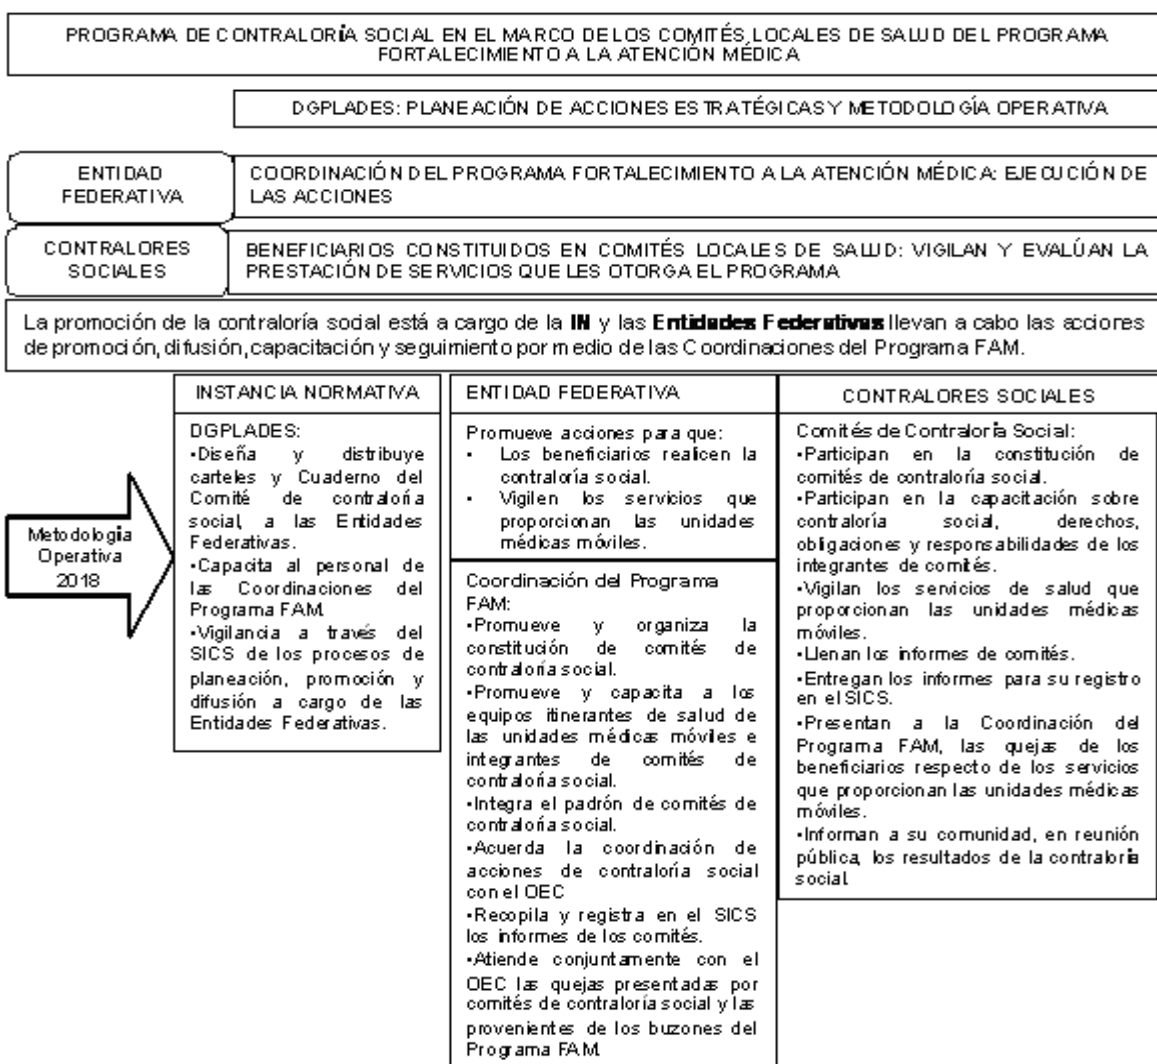 PROGRAMA DE CONTRALORÍA SOCIAL EN EL MARCO DE LOS COMITÉS LOCALES DE SALUD DEL PROGRAMA
FORTALECIMIENTO A LA ATENCIÓN MÉDICA
DGPLADES: PLANEACIÓN DE ACCIONES ESTRATÉGICAS Y METODOLOGÍA OPERATIVA
ENTIDAD
FEDERATIVA
COORDINACIÓN DEL PROGRAMA FORTALECIMIENTO A LA ATENCIÓN MÉDICA: EJECUCIÓN DE
LAS ACCIONES
CONTRALORES
SOCIALES
BENEFICIARIOS CONSTITUIDOS EN COMITÉS LOCALES DE SALUD: VIGILAN Y EVALÚAN LA
PRESTACIÓN DE SERVICIOS QUE LES OTORGA EL PROGRAMA
La promoción de la contraloría social está a cargo de la IN y las Entidades Federativas llevan a cabo las acciones
de promoción, difusión, capacitación y seguimiento por medio de las Coordinaciones del Programa FAM.
Metodología
Operativa
2018
INSTANCIA NORMATIVA
DGPLADES:
•Diseña y distribuye
carteles y Cuaderno del
Comité de contraloría
social, a las Entidades
Federativas.
•Capacita al personal de
las Coordinaciones del
Programa FAM.
•Vigilancia a través del
SICS de los procesos de
planeación, promoción y
difusión a cargo de las
Entidades Federativas.
ENTIDAD FEDERATIVA
Promueve acciones para que:
• Los beneficiarios realicen la
contraloría social.
• Vigilen los servicios que
proporcionan las unidades
médicas móviles.
Coordinación del Programa
FAM:
•Promueve y organiza la
constitución de comités de
contraloría social.
•Promueve y capacita a los
equipos itinerantes de salud de
las unidades médicas móviles e
integrantes de comités de
contraloría social.
•Integra el padrón de comités de
contraloría social.
•Acuerda la coordinación de
acciones de contraloría social
con el OEC
•Recopila y registra en el SICS
los informes de los comités.
•Atiende conjuntamente con el
OEC las quejas presentadas por
comités de contraloría social y las
provenientes de los buzones del
Programa FAM.
CONTRALORES SOCIALES
Comités de Contraloría Social:
•Participan en la constitución de
comités de contraloría social.
•Participan en la capacitación sobre
contraloría social, derechos,
obligaciones y responsabilidades de los
integrantes de comités.
•Vigilan los servicios de salud que
proporcionan las unidades médicas
móviles.
•Llenan los informes de comités.
•Entregan los informes para su registro
en el SICS.
•Presentan a la Coordinación del
Programa FAM, las quejas de los
beneficiarios respecto de los servicios
que proporcionan las unidades médicas
móviles.
•Informan a su comunidad, en reunión
pública, los resultados de la contraloría
social.